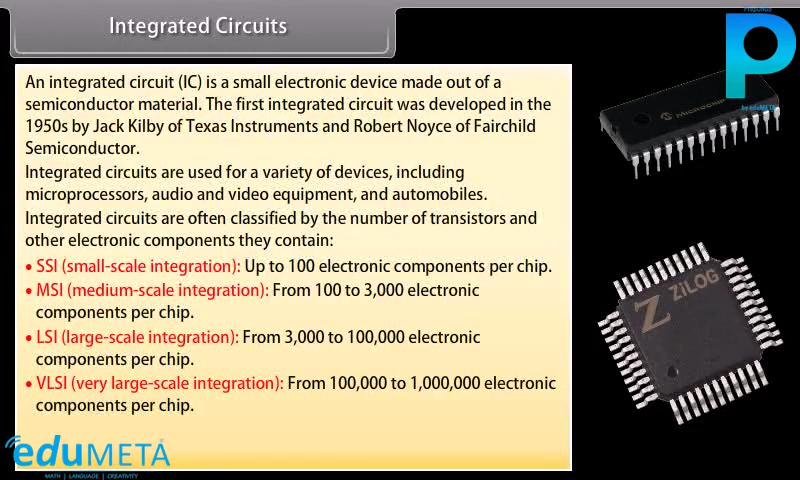 Integrated Circuits
Preponda
P
by eduMETA
An integrated circuit (IC) is a small electronic device made out of a
semiconductor material. The first integrated circuit was developed in the
1950s by Jack Kilby of Texas Instruments and Robert Noyce of Fairchild
Semiconductor.
Integrated circuits are used for a variety of devices, including
microprocessors, audio and video equipment, and automobiles.
Integrated circuits are often classified by the number of transistors and
other electronic components they contain:
• SSI (small-scale integration): Up to 100 electronic components per chip.
• MSI (medium-scale integration): From 100 to 3,000 electronic
components per chip.
• LSI (large-scale integration): From 3,000 to 100,000 electronic
components per chip.
• VLSI (very large-scale integration): From 100,000 to 1,000,000 electronic
components per chip.
MICROCHIP
Z ZiLOG
eduMETA
MATH | LANGUAGE | CREATIVITY